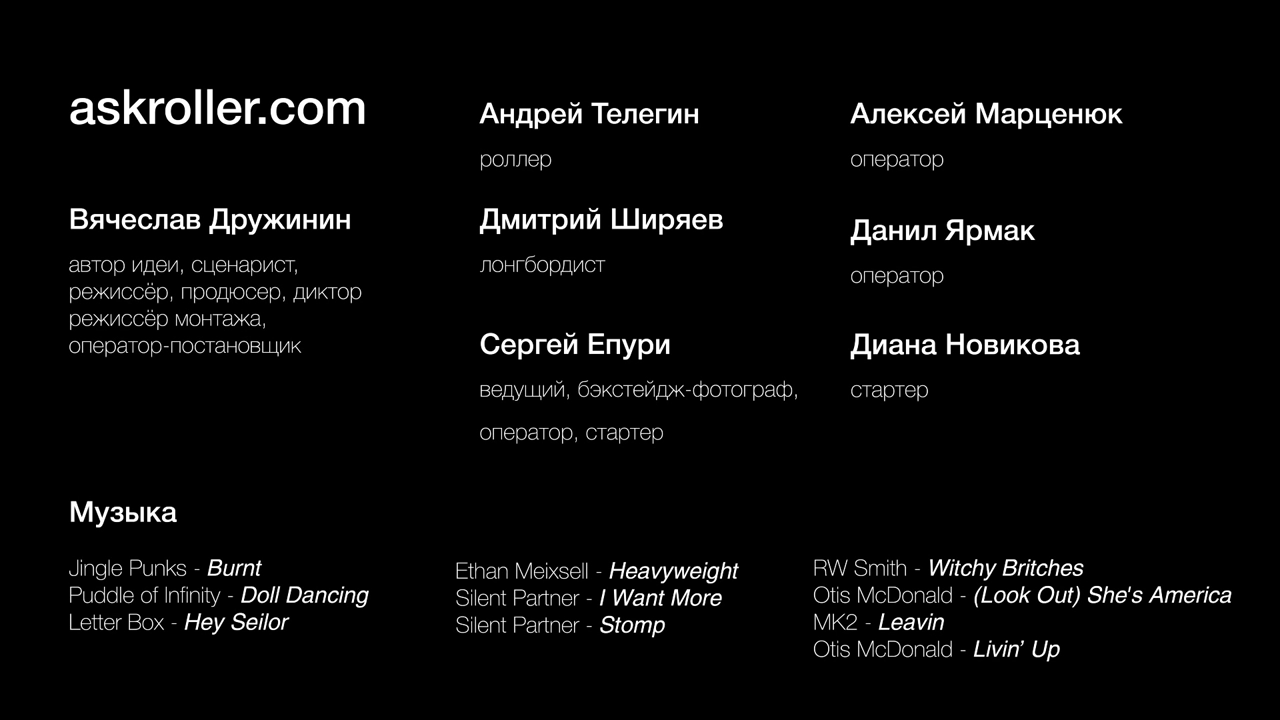 askroller.com
Вячеслав Дружинин
автор идеи, сценарист,
режиссёр, продюсер, диктор
режиссёр монтажа,
оператор-постановщик
Андрей Телегин
роллер
Дмитрий Ширяев
лонгбордист
Сергей Епури
ведущий, бэкстейдж-фотограф,
оператор, стартер
Алексей Марценюк
оператор
Данил Ярмак
оператор
Диана Новикова
стартер
Музыка
Jingle Punks - Burnt
Puddle of Infinity - Doll Dancing
Letter Box - Hey Seilor
Ethan Meixsell - Heavyweight
Silent Partner - I Want More
Silent Partner - Stomp
RW Smith - Witchy Britches
Otis McDonald - (Look Out) She's America
MK2 - Leavin
Otis McDonald - Livin’ Up